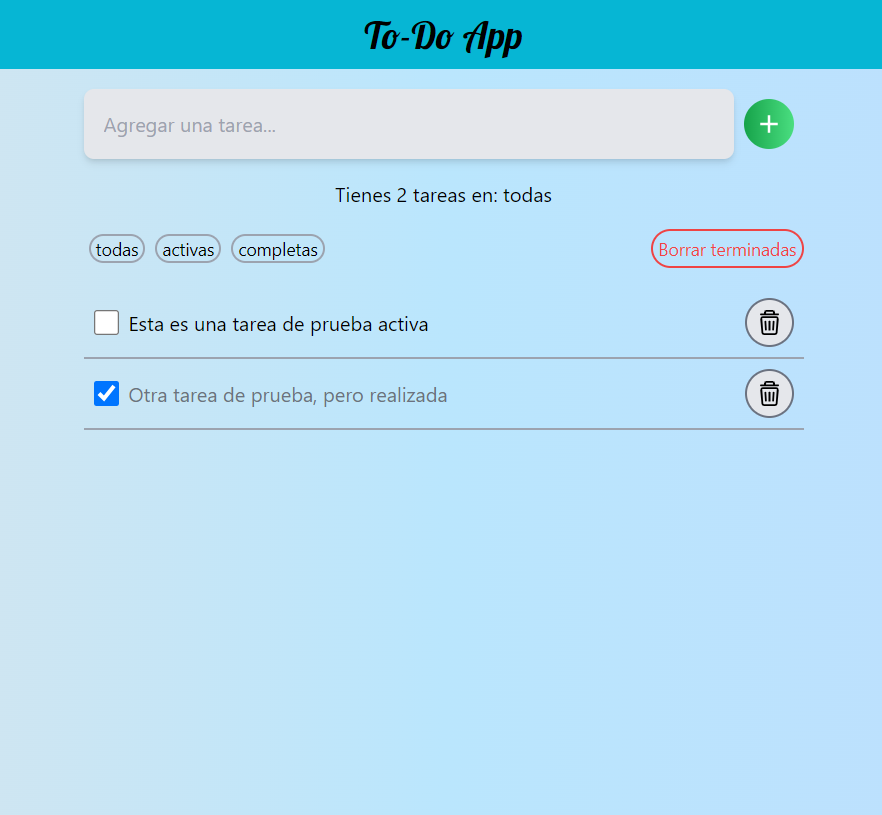 To-Do App
Agregar una tarea...
Tienes 2 tareas en: todas
todas activas completas Borrar terminadas
Esta es una tarea de prueba activa
Otra tarea de prueba, pero realizada